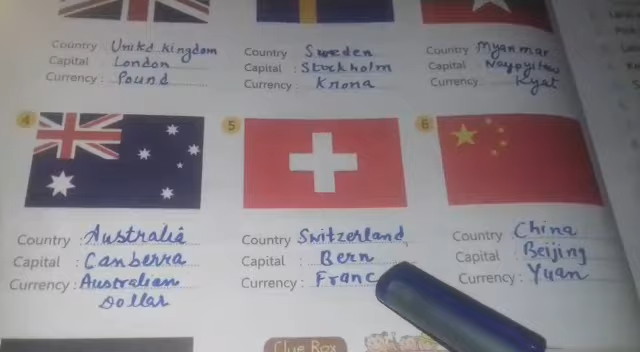 Country : United kingdom
Capital : London
Currency : Pound
Country : Sweden
Capital : Stockholm
Currency : Krona
Country : Myanmar
Capital : Naypyitaw
Currency : Kyat
4
Country : Australia
Capital : Canberra
Currency : Australian
Dollar
5
Country Switzerland
Capital : Bern
Currency : Franc
6
Country : China
Capital : Beijing
Currency : Yuan
Clue Box